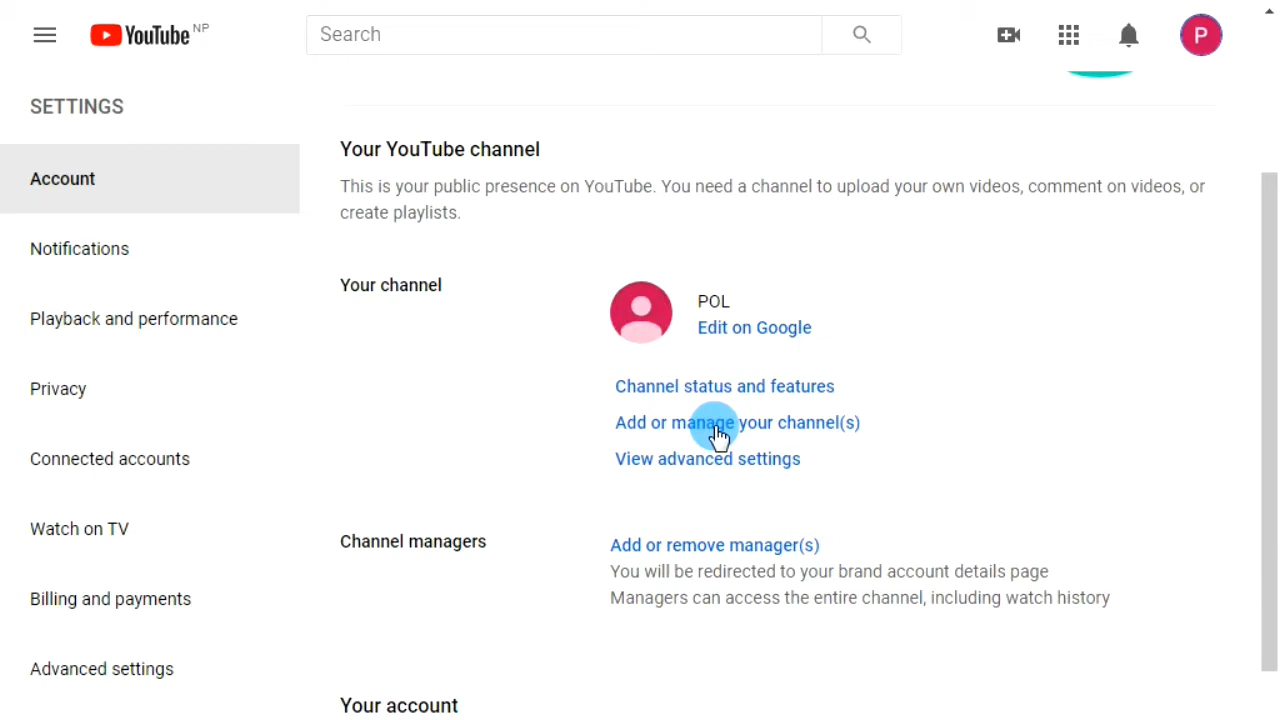 YouTube NP
Search
P
SETTINGS
Account
Notifications
Playback and performance
Privacy
Connected accounts
Watch on TV
Billing and payments
Advanced settings
Your YouTube channel
This is your public presence on YouTube. You need a channel to upload your own videos, comment on videos, or
create playlists.
Your channel
POL
Edit on Google
Channel status and features
Add or manage your channel(s)
View advanced settings
Channel managers
Add or remove manager(s)
You will be redirected to your brand account details page
Managers can access the entire channel, including watch history
Your account